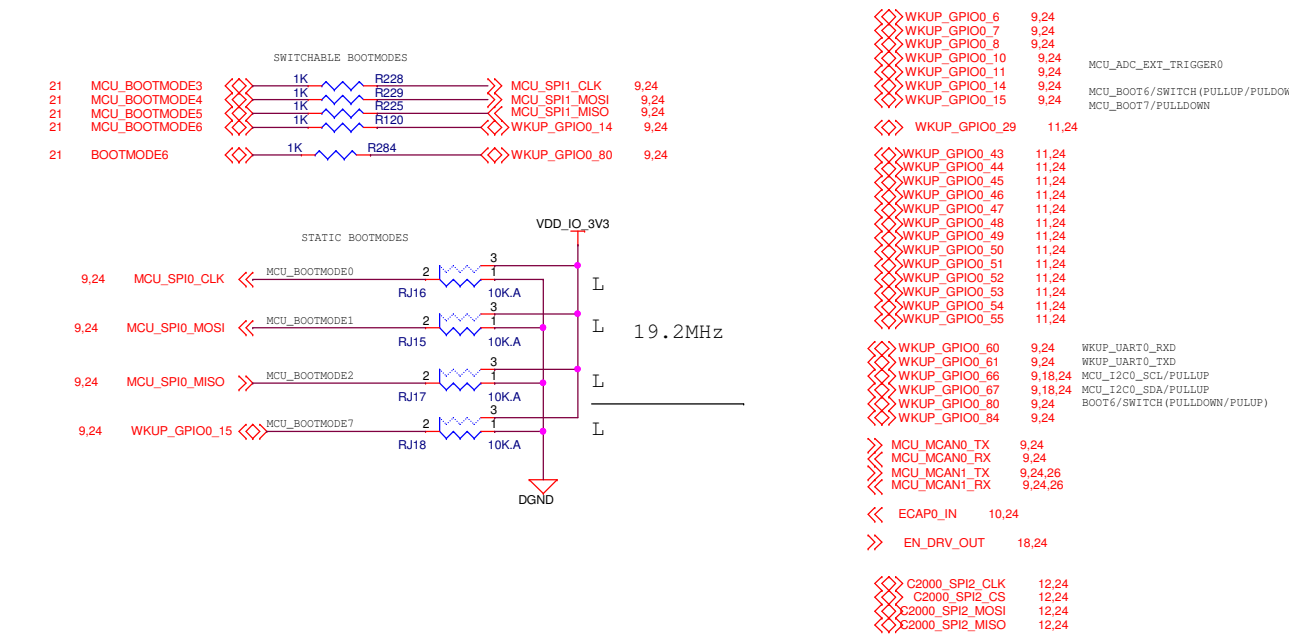 SWITCHABLE BOOTMODES
21 MCU_BOOTMODE3 1K R228 MCU_SPI1_CLK 9,24
21 MCU_BOOTMODE4 1K R229 MCU_SPI1_MOSI 9,24
21 MCU_BOOTMODE5 1K R225 MCU_SPI1_MISO 9,24
21 MCU_BOOTMODE6 1K R120 WKUP_GPIO0_14 9,24
21 BOOTMODE6 1K R284 WKUP_GPIO0_80 9,24
STATIC BOOTMODES
VDD_IO_3V3
9,24 MCU_SPI0_CLK MCU_BOOTMODE0 2 3 1 L
RJ16 10K.A
9,24 MCU_SPI0_MOSI MCU_BOOTMODE1 2 3 1 L
RJ15 10K.A
19.2MHz
9,24 MCU_SPI0_MISO MCU_BOOTMODE2 2 3 1 L
RJ17 10K.A
9,24 WKUP_GPIO0_15 MCU_BOOTMODE7 2 3 1 L
RJ18 10K.A
DGND
WKUP_GPIO0_6 9,24
WKUP_GPIO0_7 9,24
WKUP_GPIO0_8 9,24
WKUP_GPIO0_10 9,24
WKUP_GPIO0_11 9,24 MCU_ADC_EXT_TRIGGER0
WKUP_GPIO0_14 9,24 MCU_BOOT6/SWITCH(PULLUP/PULDOW
WKUP_GPIO0_15 9,24 MCU_BOOT7/PULLDOWN
WKUP_GPIO0_29 11,24
WKUP_GPIO0_43 11,24
WKUP_GPIO0_44 11,24
WKUP_GPIO0_45 11,24
WKUP_GPIO0_46 11,24
WKUP_GPIO0_47 11,24
WKUP_GPIO0_48 11,24
WKUP_GPIO0_49 11,24
WKUP_GPIO0_50 11,24
WKUP_GPIO0_51 11,24
WKUP_GPIO0_52 11,24
WKUP_GPIO0_53 11,24
WKUP_GPIO0_54 11,24
WKUP_GPIO0_55 11,24
WKUP_GPIO0_60 9,24 WKUP_UART0_RXD
WKUP_GPIO0_61 9,24 WKUP_UART0_TXD
WKUP_GPIO0_66 9,18,24 MCU_I2C0_SCL/PULLUP
WKUP_GPIO0_67 9,18,24 MCU_I2C0_SDA/PULLUP
WKUP_GPIO0_80 9,24 BOOT6/SWITCH(PULLDOWN/PULUP)
WKUP_GPIO0_84 9,24
MCU_MCAN0_TX 9,24
MCU_MCAN0_RX 9,24
MCU_MCAN1_TX 9,24,26
MCU_MCAN1_RX 9,24,26
ECAP0_IN 10,24
EN_DRV_OUT 18,24
C2000_SPI2_CLK 12,24
C2000_SPI2_CS 12,24
C2000_SPI2_MOSI 12,24
C2000_SPI2_MISO 12,24